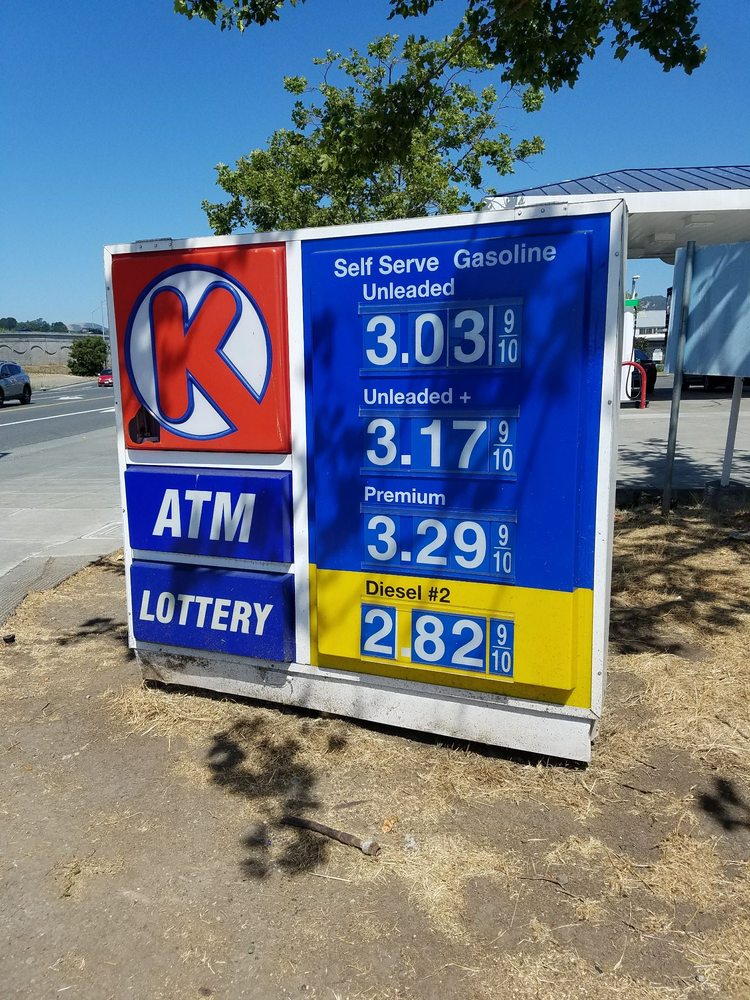 K
ATM
LOTTERY
Self Serve Gasoline
Unleaded
3.03 9/10
Unleaded +
3.17 9/10
Premium
3.29 9/10
Diesel #2
2.82 9/10